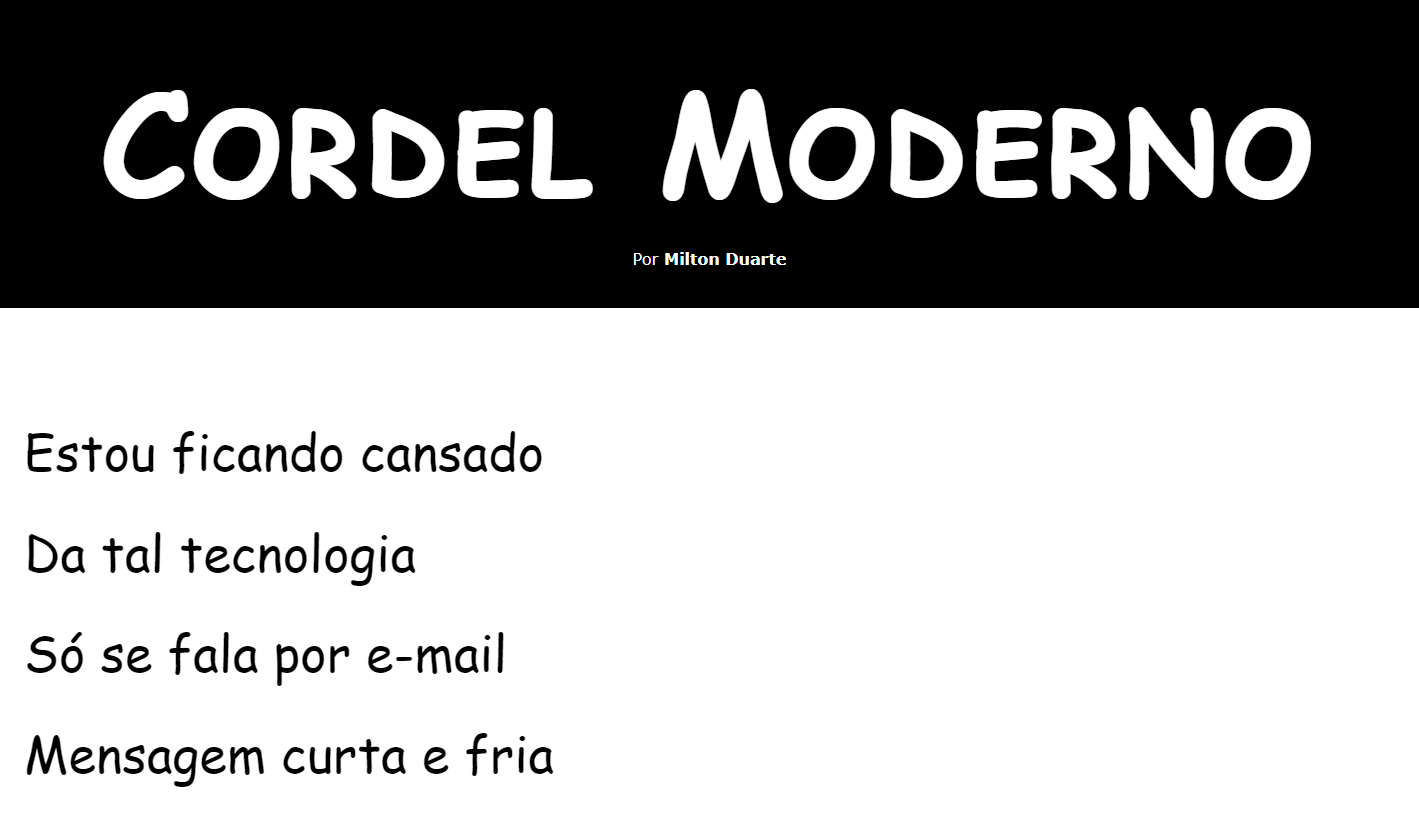 Cordel Moderno
Por Milton Duarte
Estou ficando cansado
Da tal tecnologia
Só se fala por e-mail
Mensagem curta e fria